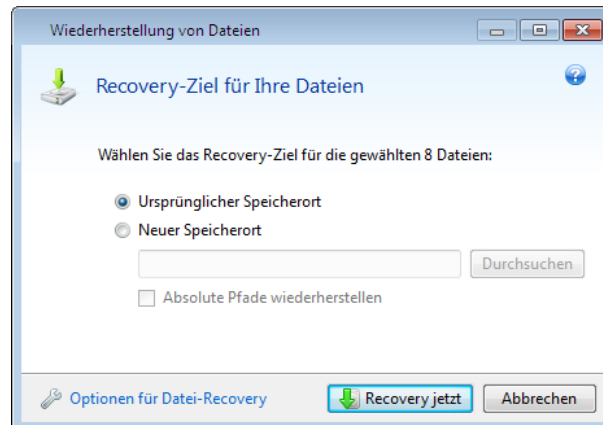 Wiederherstellung von Dateien
Recovery-Ziel für Ihre Dateien
Wählen Sie das Recovery-Ziel für die gewählten 8 Dateien:
Ursprünglicher Speicherort
Neuer Speicherort
Durchsuchen
Absolute Pfade wiederherstellen
Optionen für Datei-Recovery
Recovery jetzt
Abbrechen